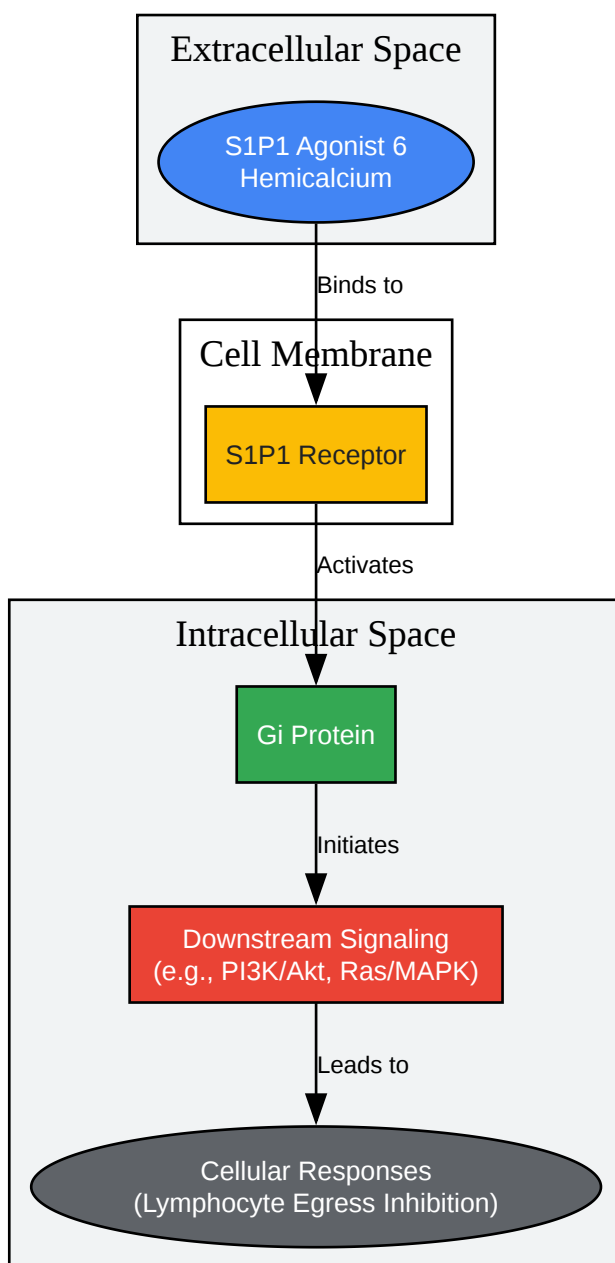 Extracellular Space
S1P1 Agonist 6
Hemicalcium
Binds to
Cell Membrane
S1P1 Receptor
Activates
Intracellular Space
Gi Protein
Initiates
Downstream Signaling
(e.g., PI3K/Akt, Ras/MAPK)
Leads to
Cellular Responses
(Lymphocyte Egress Inhibition)